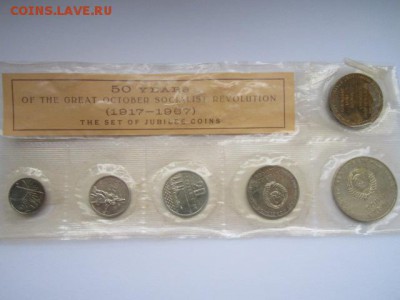 COINS.LAVE.RU
50 YEARS
OF THE GREAT OCTOBER SOCIALIST REVOLUTION
(1917-1967)
THE SET OF JUBILEE COINS